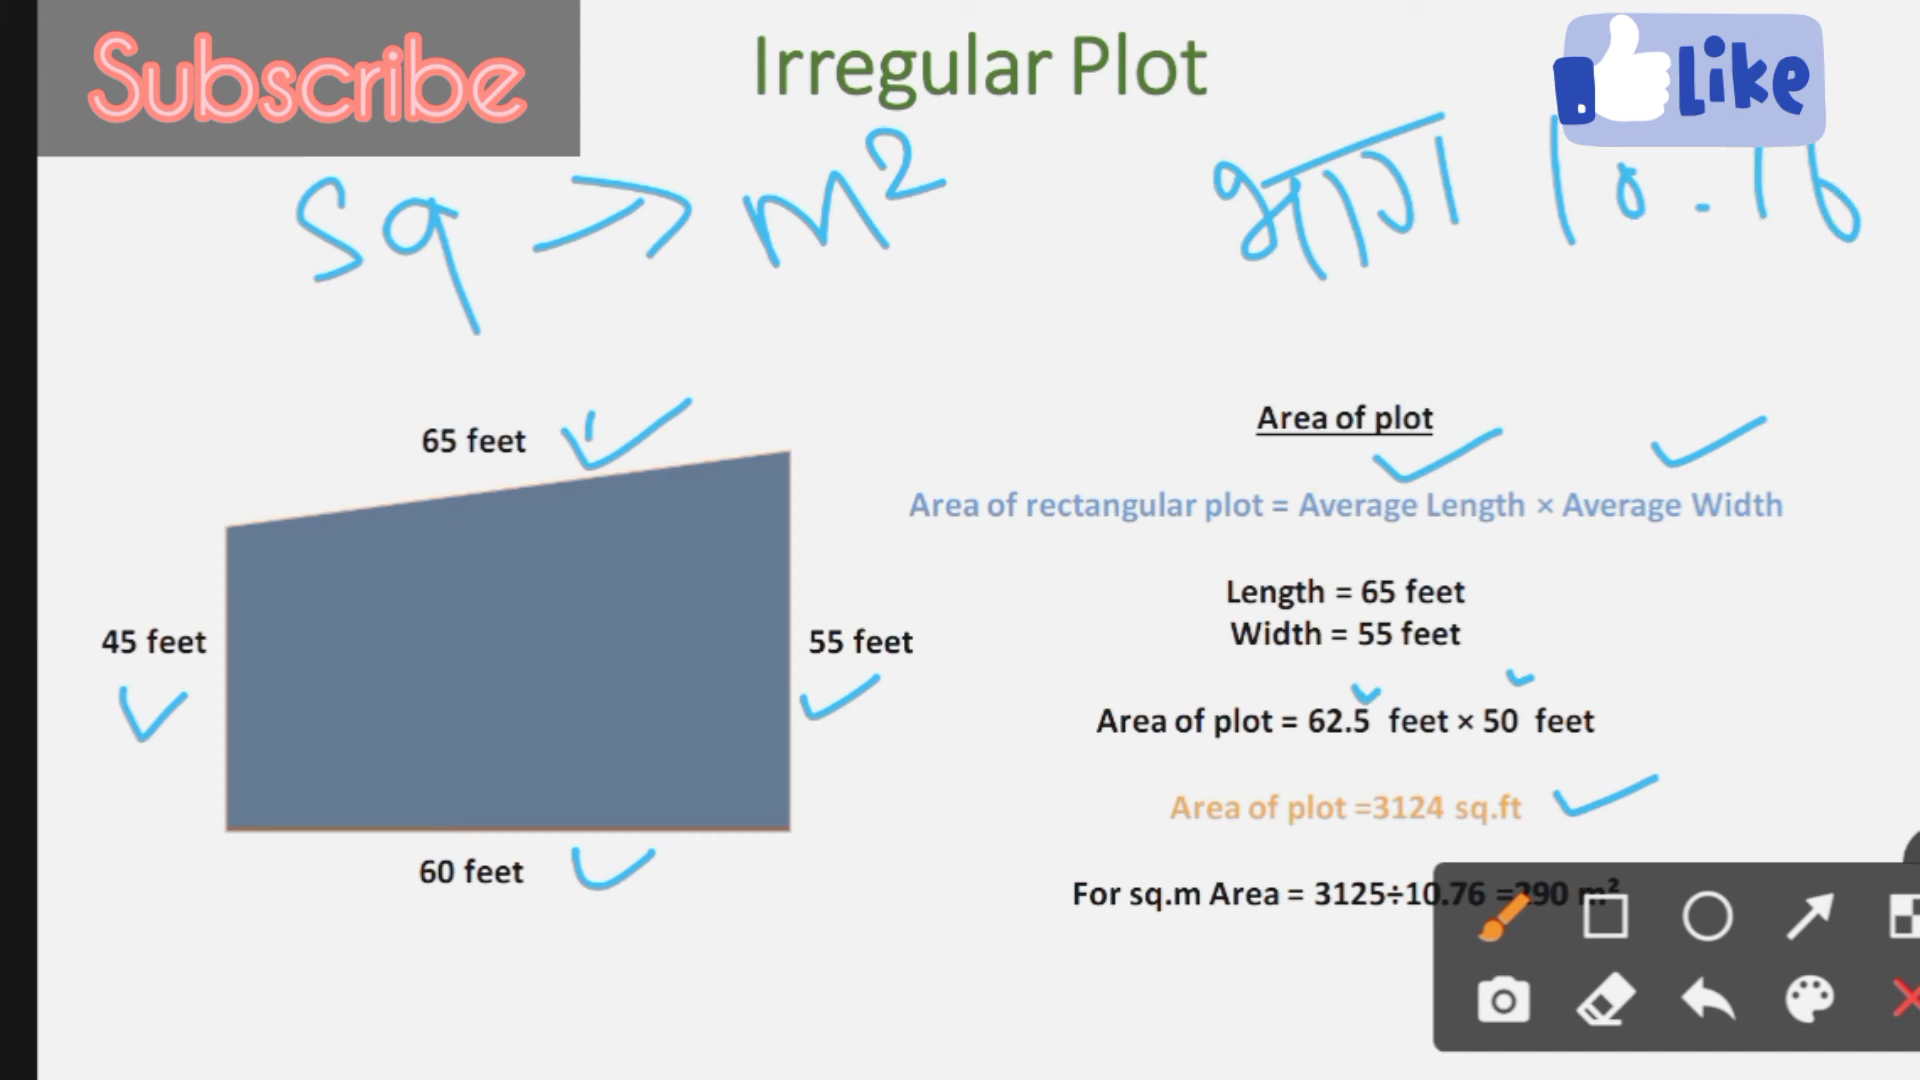 Subscribe
Irregular Plot
Like
Sq → m²
भाग 10.76
65 feet
45 feet
55 feet
60 feet
Area of plot
Area of rectangular plot = Average Length × Average Width
Length = 65 feet
Width = 55 feet
Area of plot = 62.5 feet × 50 feet
Area of plot =3124 sq.ft
For sq.m Area = 3125÷10.76 =290 m²